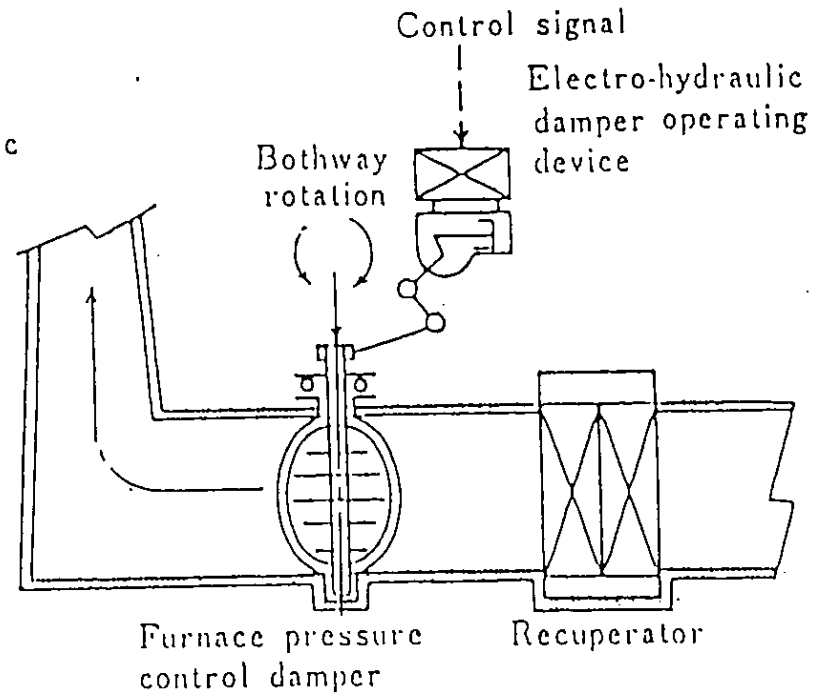 Control signal
Electro-hydraulic
damper operating
device
c
Bothway
rotation
Furnace pressure
control damper
Recuperator